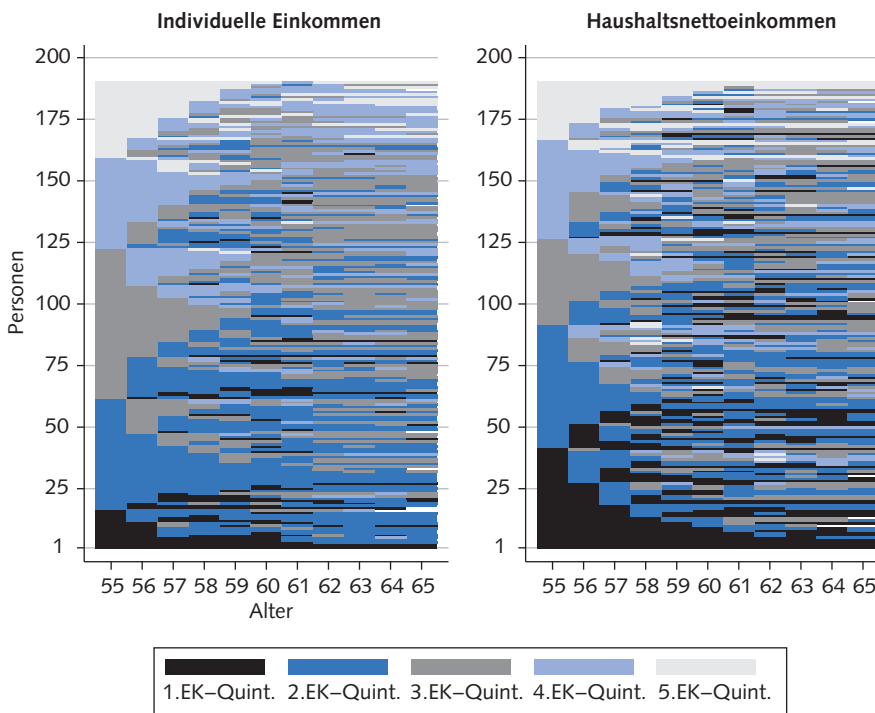 Individuelle Einkommen
Haushaltsnettoeinkommen
200
175
150
125
100
75
50
25
1
Personen
55 56 57 58 59 60 61 62 63 64 65
Alter
200
175
150
125
100
75
50
25
1
55 56 57 58 59 60 61 62 63 64 65
1.EK–Quint. 2.EK–Quint. 3.EK–Quint. 4.EK–Quint. 5.EK–Quint.